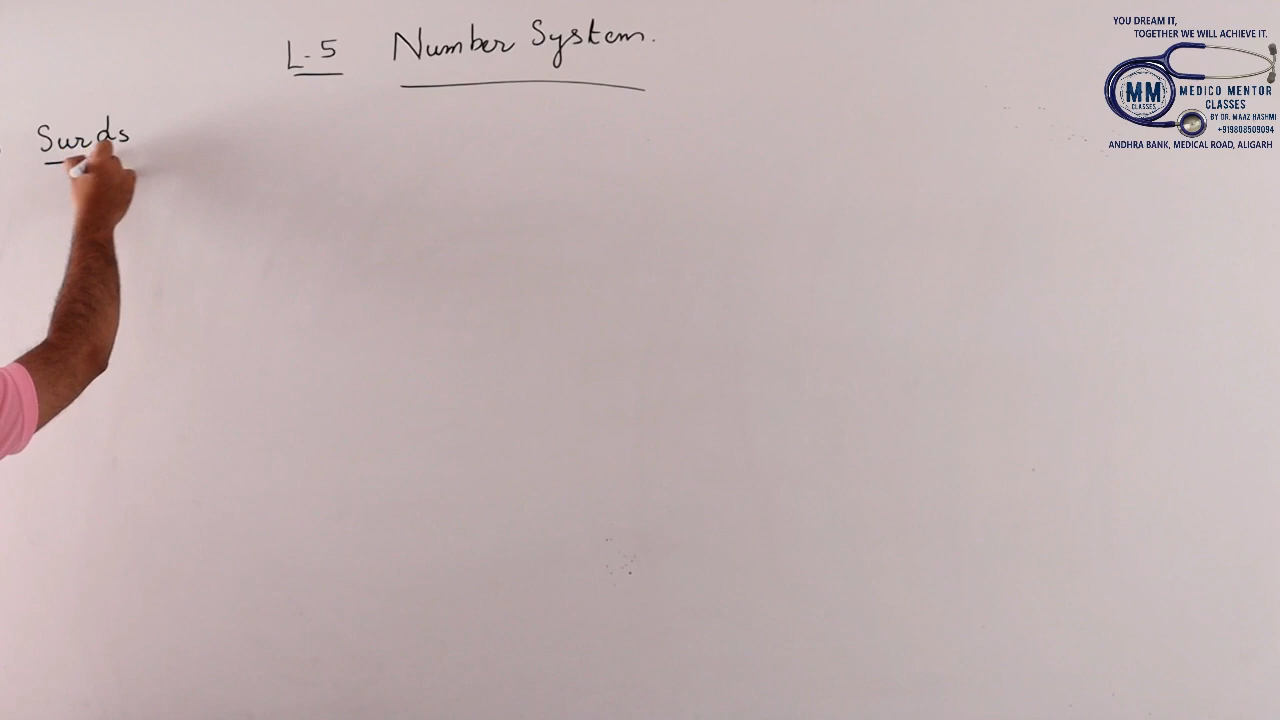 L-5 Number System.
Surds
YOU DREAM IT,
TOGETHER WE WILL ACHIEVE IT.
MM
CLASSES
MEDICO MENTOR
CLASSES
BY DR. MAAZ HASHMI
+919808509094
ANDHRA BANK, MEDICAL ROAD, ALIGARH